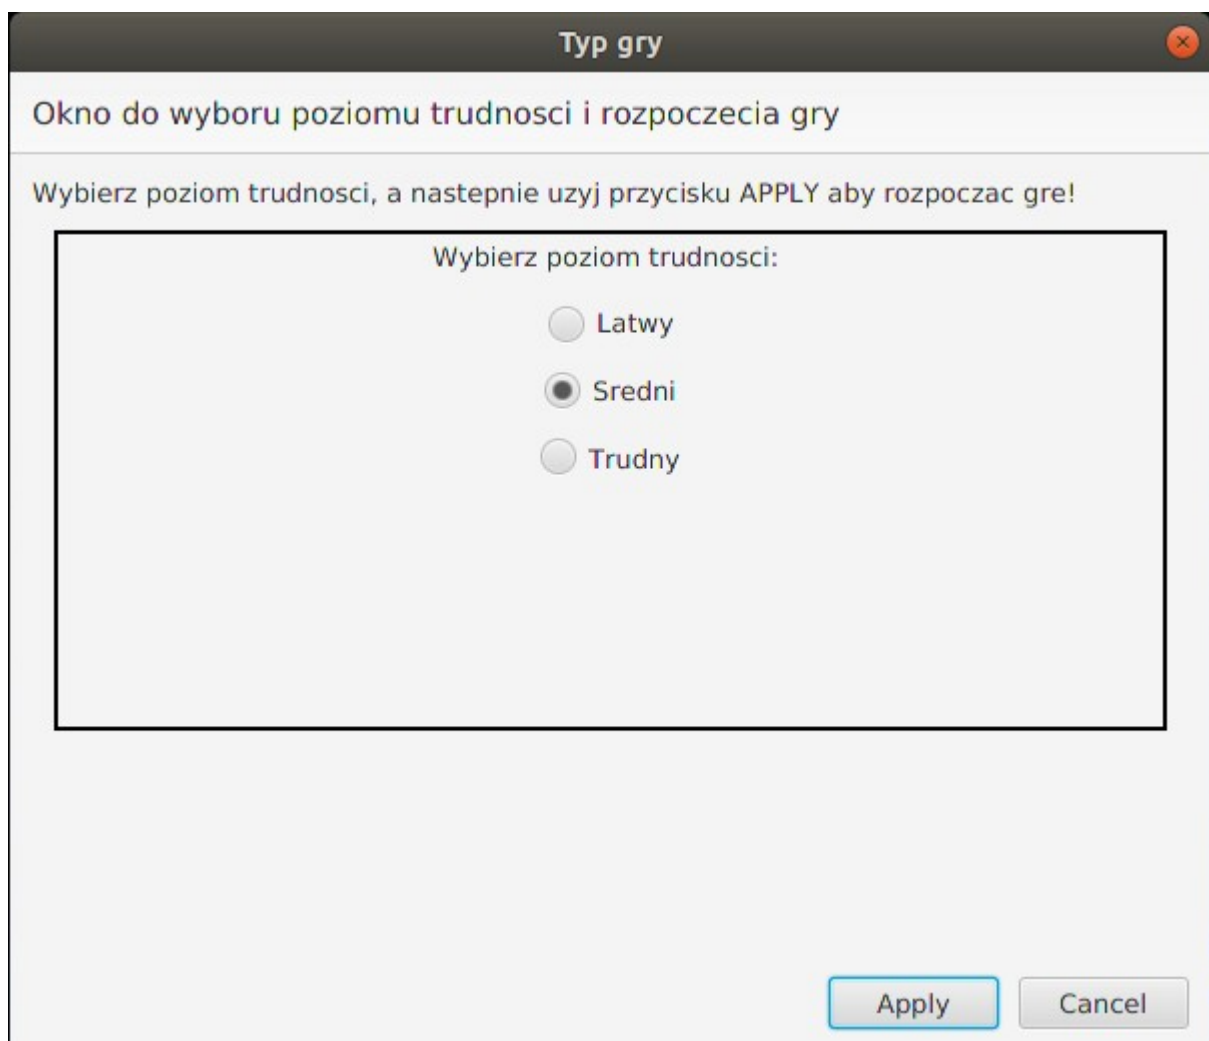 Typ gry
Okno do wyboru poziomu trudnosci i rozpoczecia gry
Wybierz poziom trudnosci, a nastepnie uzyj przycisku APPLY aby rozpoczac gre!
Wybierz poziom trudnosci:
Latwy
Sredni
Trudny
Apply Cancel